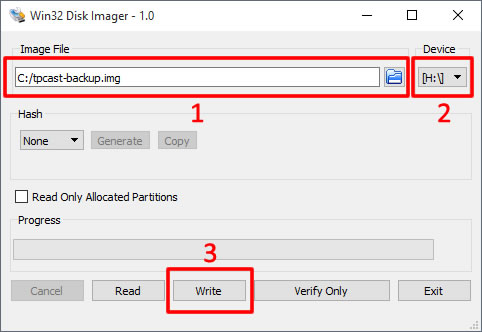 Win32 Disk Imager - 1.0
Image File
Device
C:/tpcast-backup.img
[H:\]
1
2
Hash
None
Generate
Copy
Read Only Allocated Partitions
Progress
3
Cancel
Read
Write
Verify Only
Exit